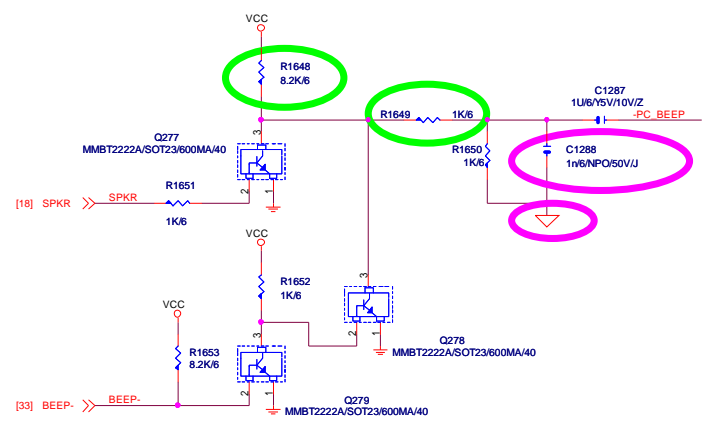 VCC
R1648
8.2K/6
C1287
1U/6/Y5V/10V/Z
-PC_BEEP
R1649
1K/6
3
Q277
MMBT2222A/SOT23/600MA/40
R1650
1K/6
C1288
1n/6/NPO/50V/J
R1651
2
1
[18]
SPKR
SPKR
1K/6
VCC
3
R1652
1K/6
VCC
2
1
Q278
MMBT2222A/SOT23/600MA/40
3
R1653
8.2K/6
2
1
[33]
BEEP-
BEEP-
Q279
MMBT2222A/SOT23/600MA/40